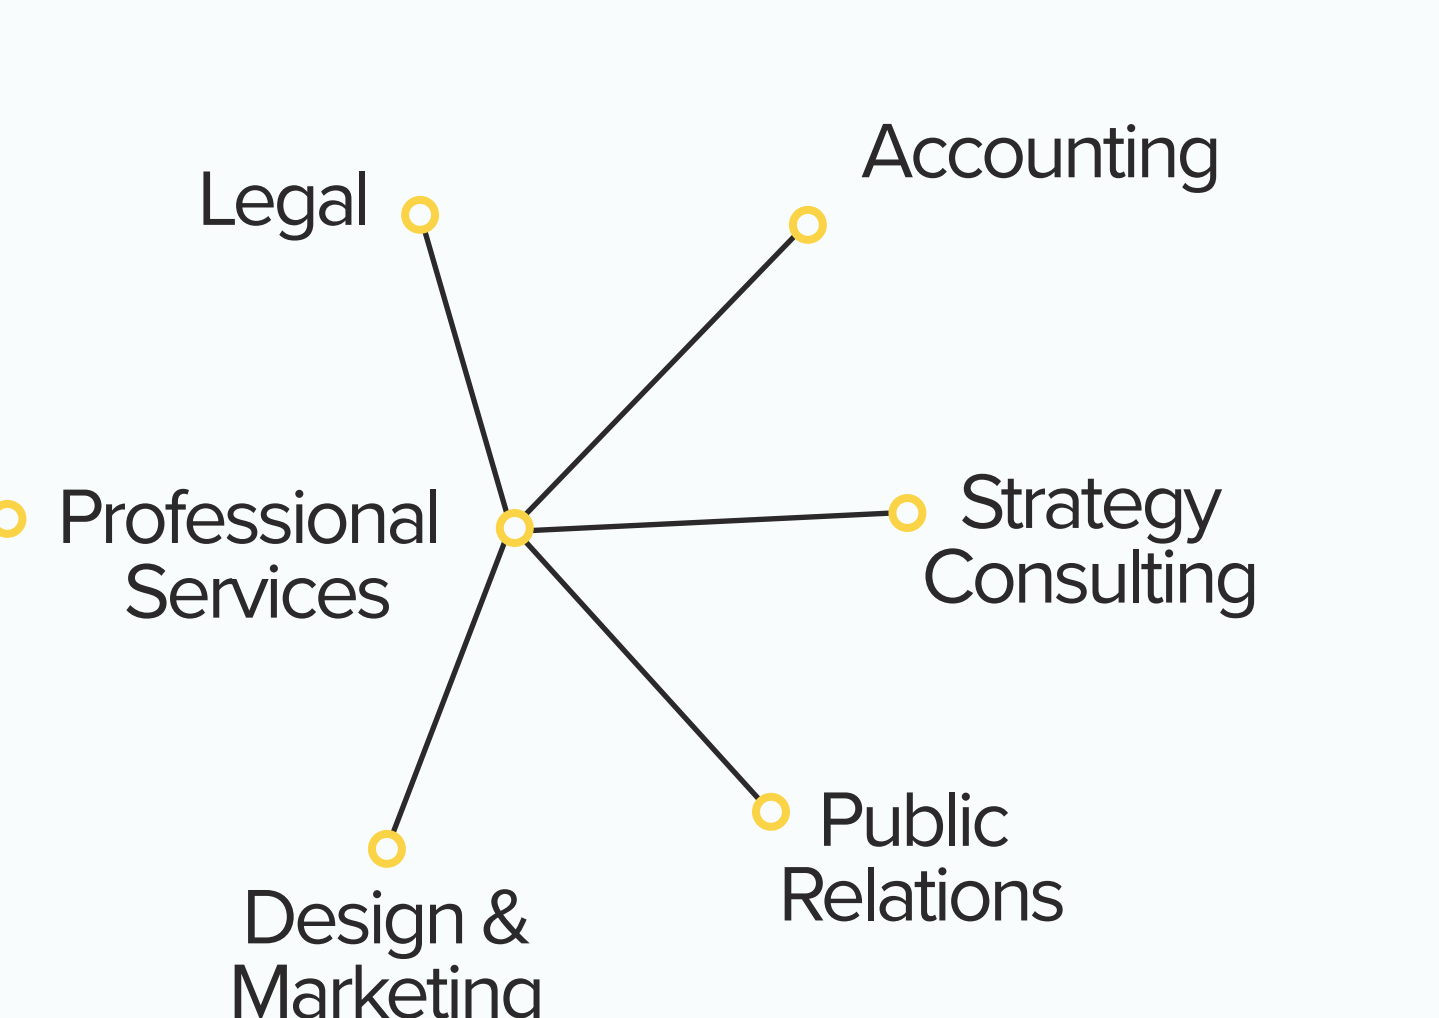 Accounting
Legal
Strategy
Consulting
Professional
Services
Public
Relations
Design &
Marketing